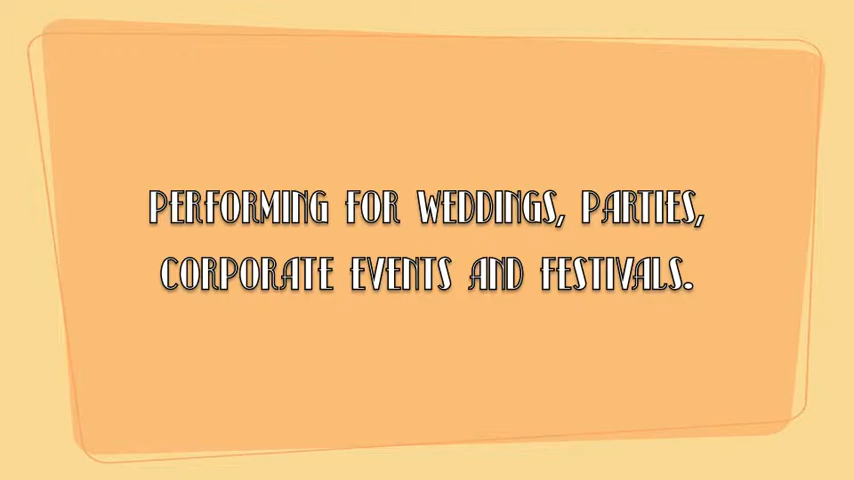 PERFORMING FOR WEDDINGS, PARTIES,
CORPORATE EVENTS AND FESTIVALS.